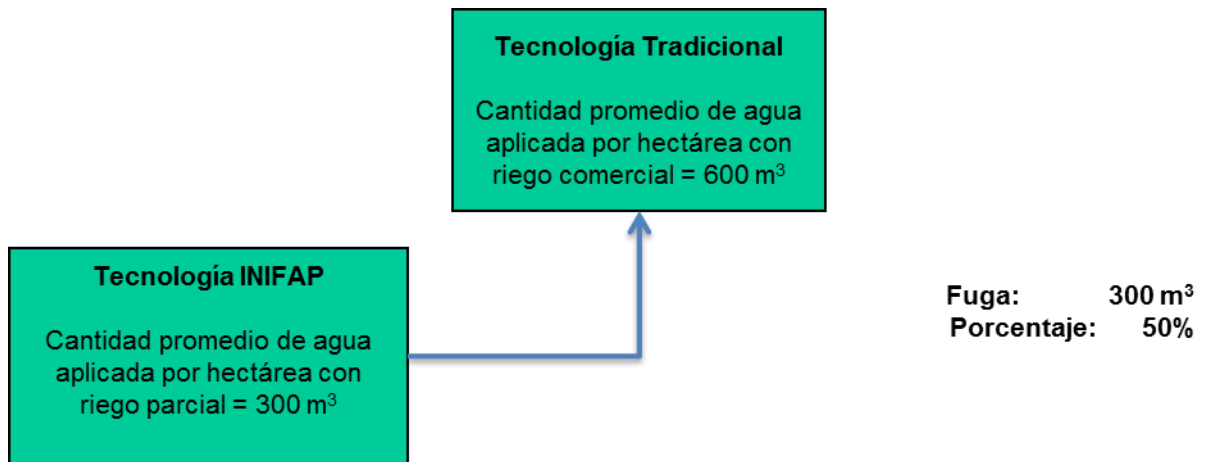 Tecnología Tradicional
Cantidad promedio de agua
aplicada por hectárea con
riego comercial = 600 m³
Tecnología INIFAP
Cantidad promedio de agua
aplicada por hectárea con
riego parcial = 300 m³
Fuga: 300 m³
Porcentaje: 50%